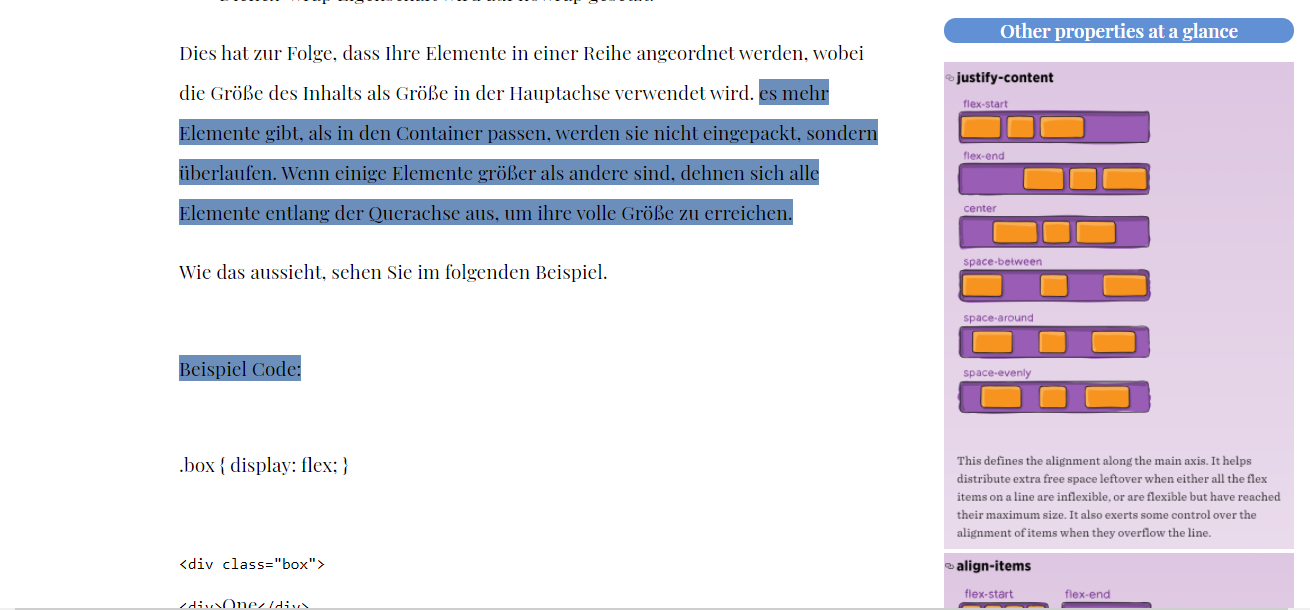 Dies hat zur Folge, dass Ihre Elemente in einer Reihe angeordnet werden, wobei
die Größe des Inhalts als Größe in der Hauptachse verwendet wird. es mehr
Elemente gibt, als in den Container passen, werden sie nicht eingepackt, sondern
überlaufen. Wenn einige Elemente größer als andere sind, dehnen sich alle
Elemente entlang der Querachse aus, um ihre volle Größe zu erreichen.
Wie das aussieht, sehen Sie im folgenden Beispiel.
Beispiel Code:
.box { display: flex; }
<div class="box">
<div>One</div>
Other properties at a glance
justify-content
flex-start
flex-end
center
space-between
space-around
space-evenly
This defines the alignment along the main axis. It helps
distribute extra free space leftover when either all the flex
items on a line are inflexible, or are flexible but have reached
their maximum size. It also exerts some control over the
alignment of items when they overflow the line.
align-items
flex-start flex-end